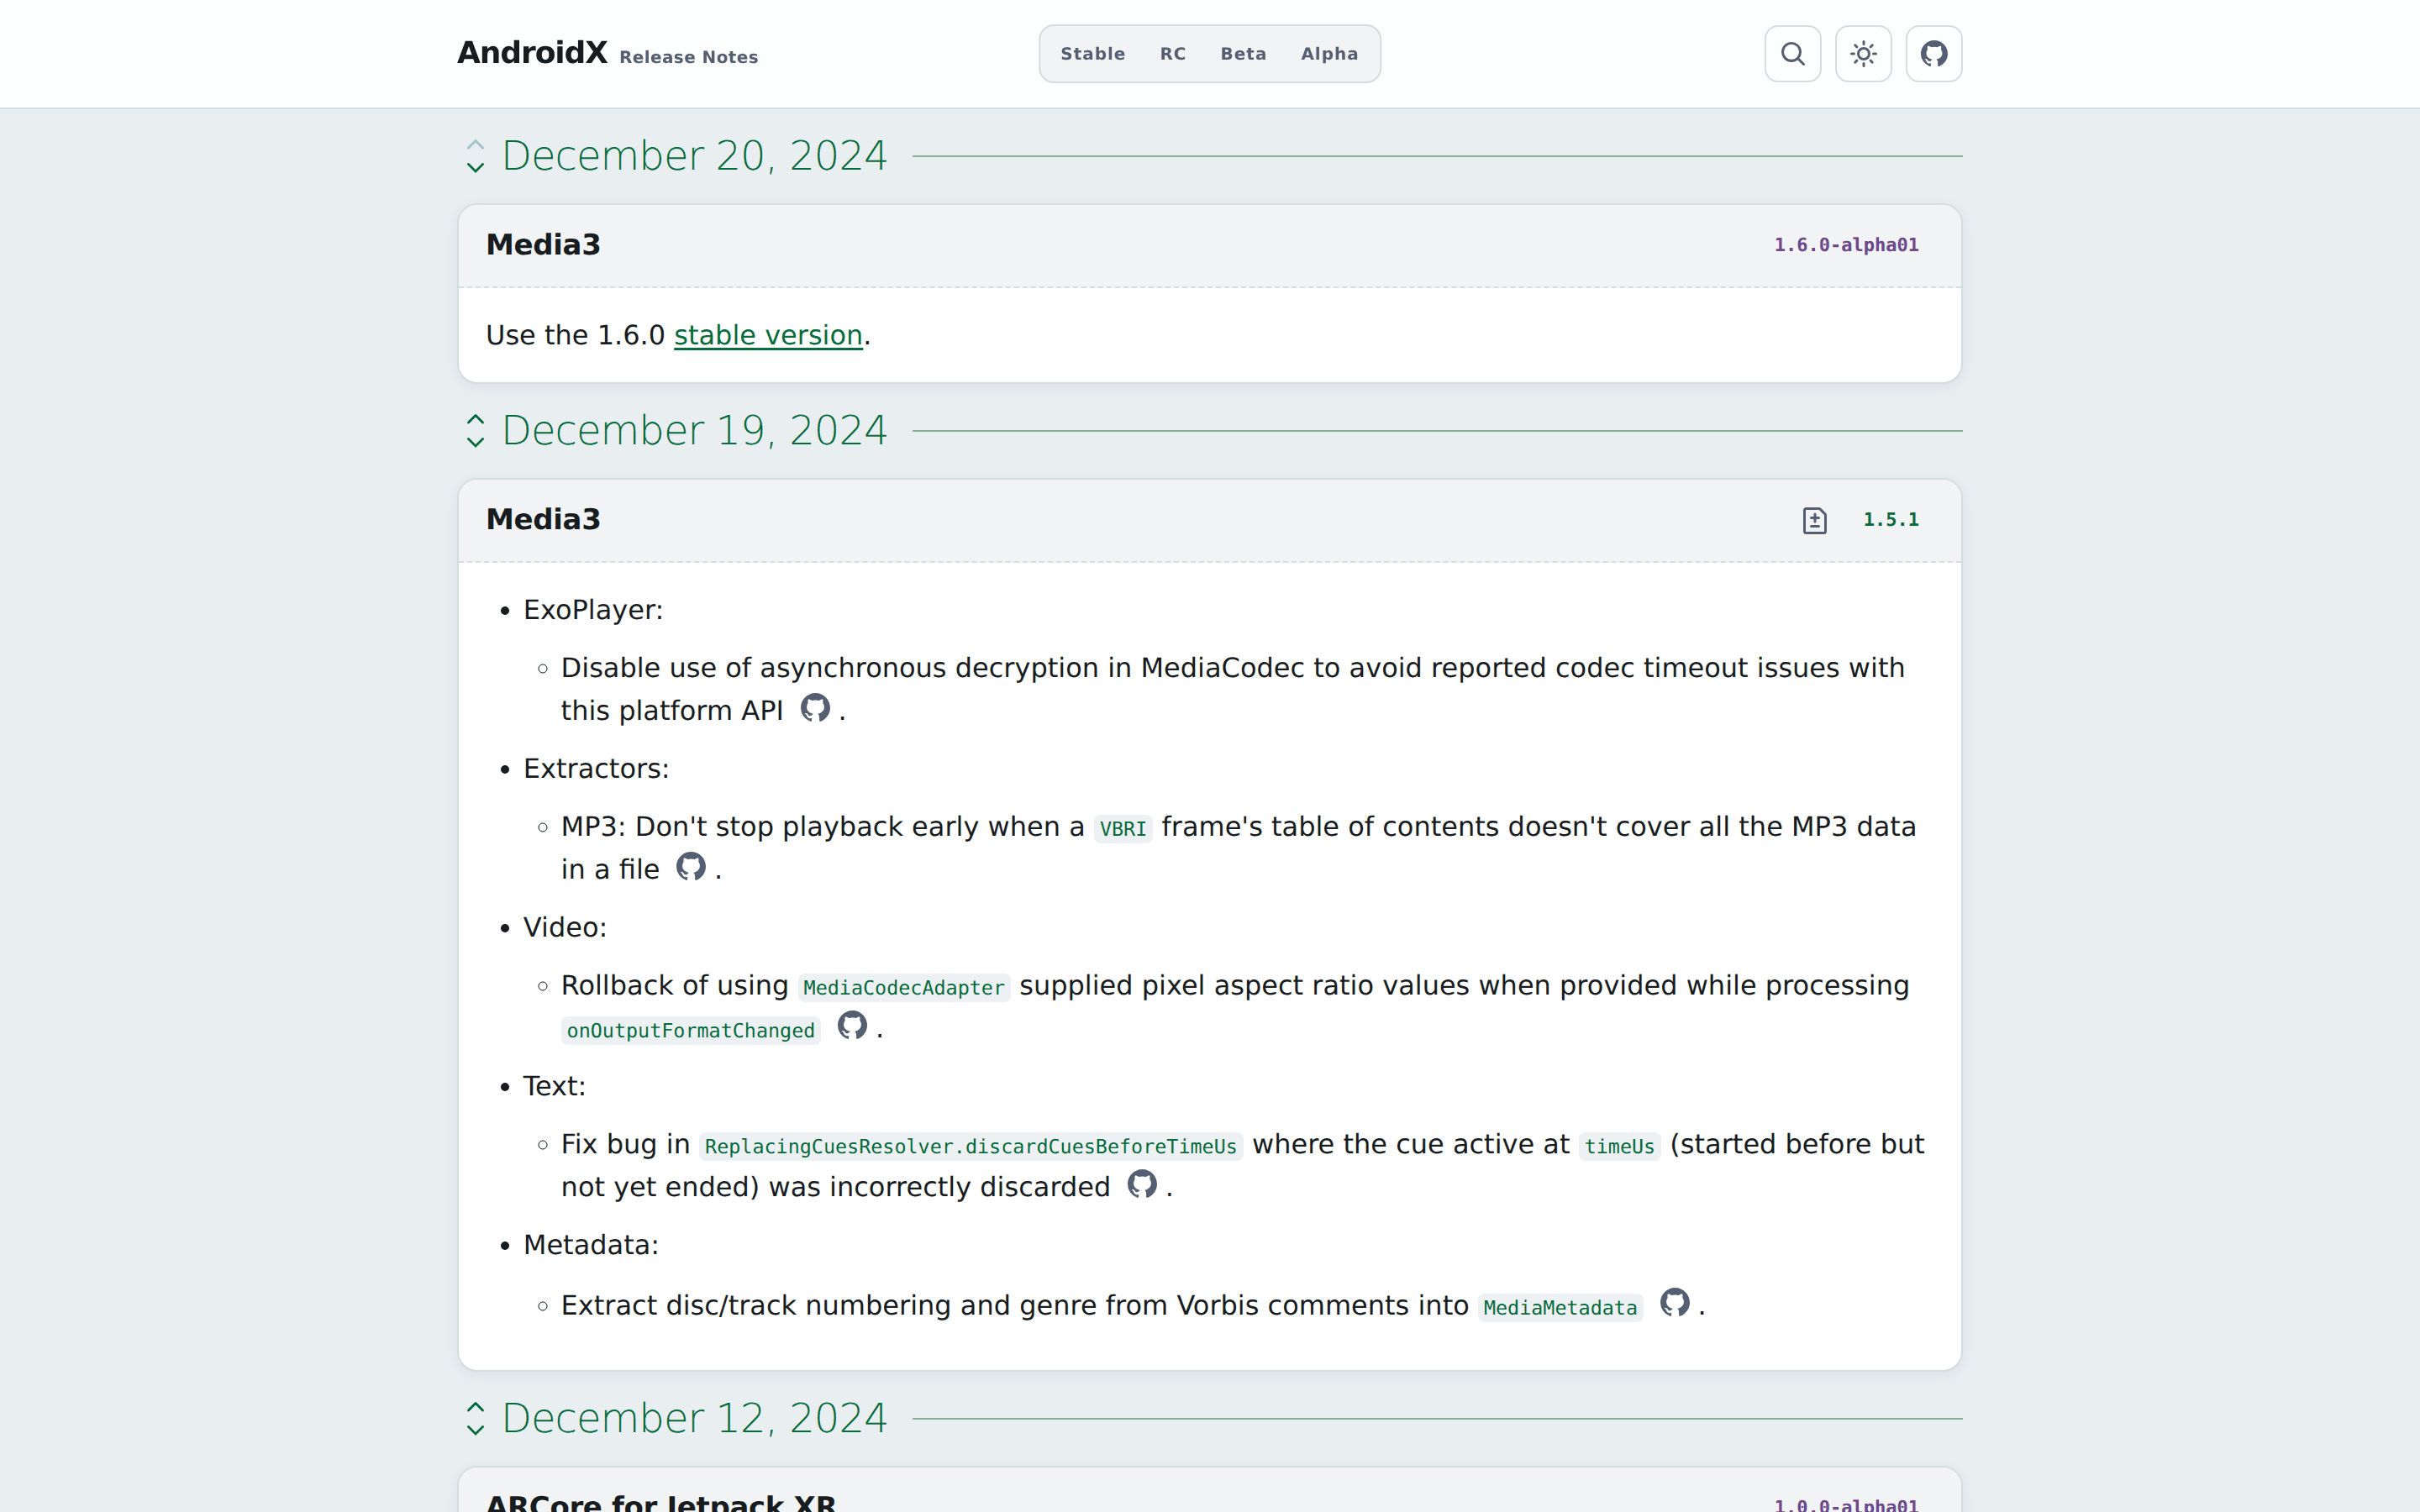 AndroidX Release Notes
Stable RC Beta Alpha
December 20, 2024
Media3 1.6.0-alpha01
Use the 1.6.0 stable version.
December 19, 2024
Media3 1.5.1
• ExoPlayer:
◦ Disable use of asynchronous decryption in MediaCodec to avoid reported codec timeout issues with
this platform API .
• Extractors:
◦ MP3: Don't stop playback early when a VBRI frame's table of contents doesn't cover all the MP3 data
in a file .
• Video:
◦ Rollback of using MediaCodecAdapter supplied pixel aspect ratio values when provided while processing
onOutputFormatChanged .
• Text:
◦ Fix bug in ReplacingCuesResolver.discardCuesBeforeTimeUs where the cue active at timeUs (started before but
not yet ended) was incorrectly discarded .
• Metadata:
◦ Extract disc/track numbering and genre from Vorbis comments into MediaMetadata .
December 12, 2024
ARCore for Jetpack XR 1.0.0-alpha01